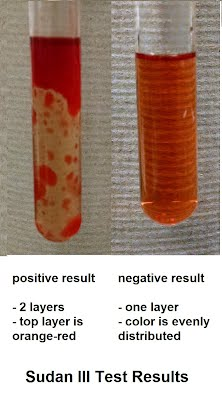 positive result
- 2 layers
- top layer is
orange-red
negative result
- one layer
- color is evenly
distributed
Sudan III Test Results